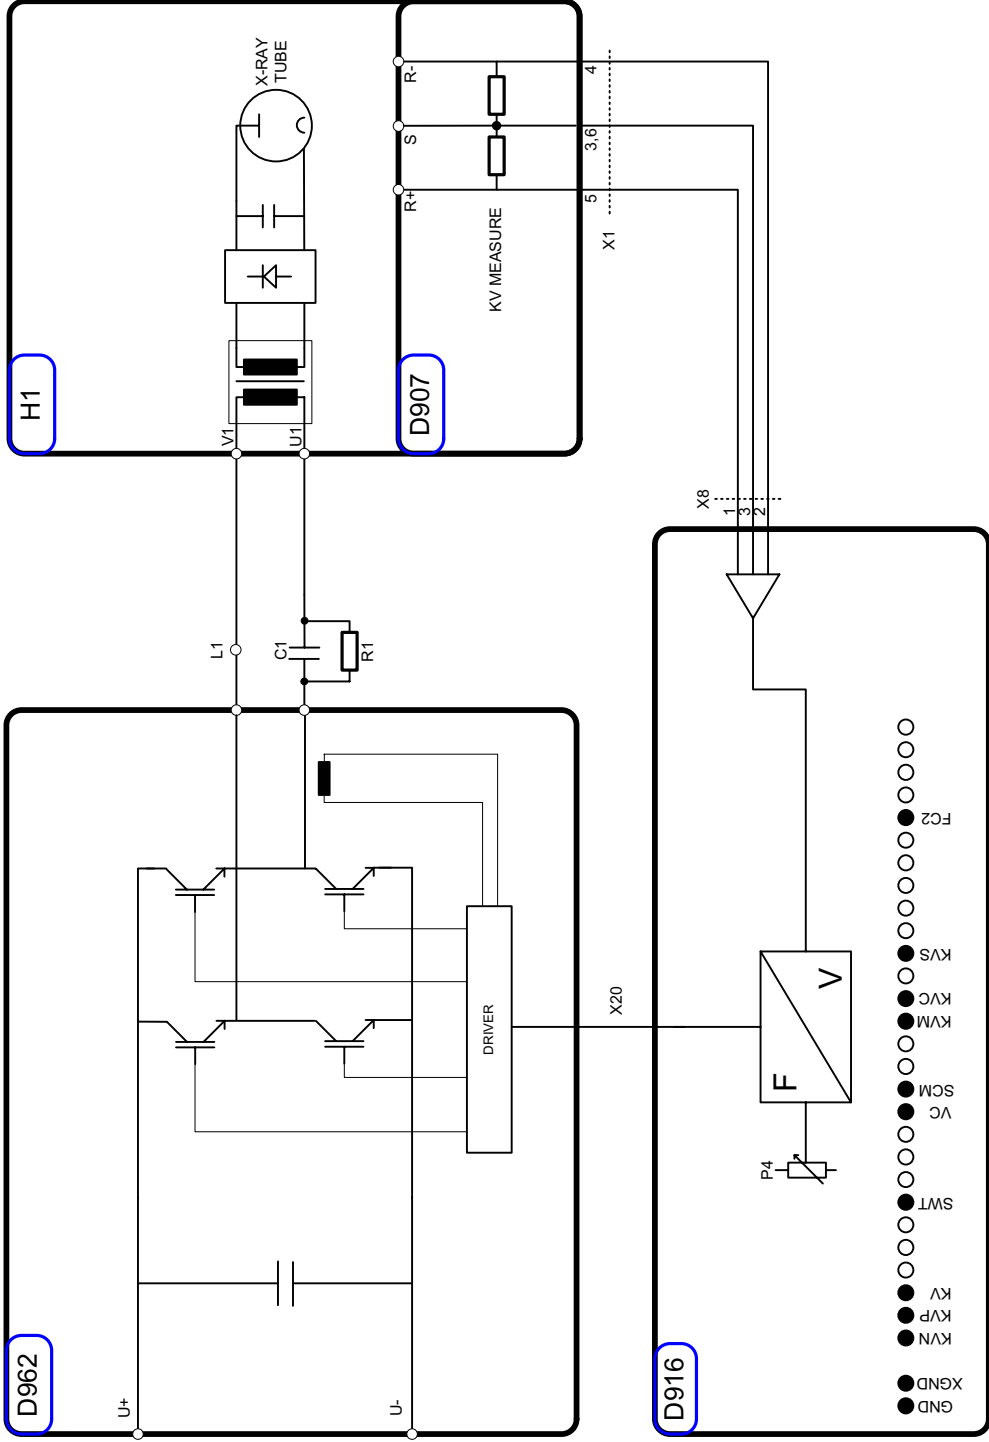 H1
X-RAY
TUBE
V1
U1
D907
R-
S
R+
KV MEASURE
4
3,6
5
X1
L1
C1
R1
D962
U+
U-
DRIVER
X20
X8
1
3
2
D916
F
V
P4
FC2
KVS
KVC
KVM
SCM
VC
SWT
KV
KVP
KVN
XGND
GND